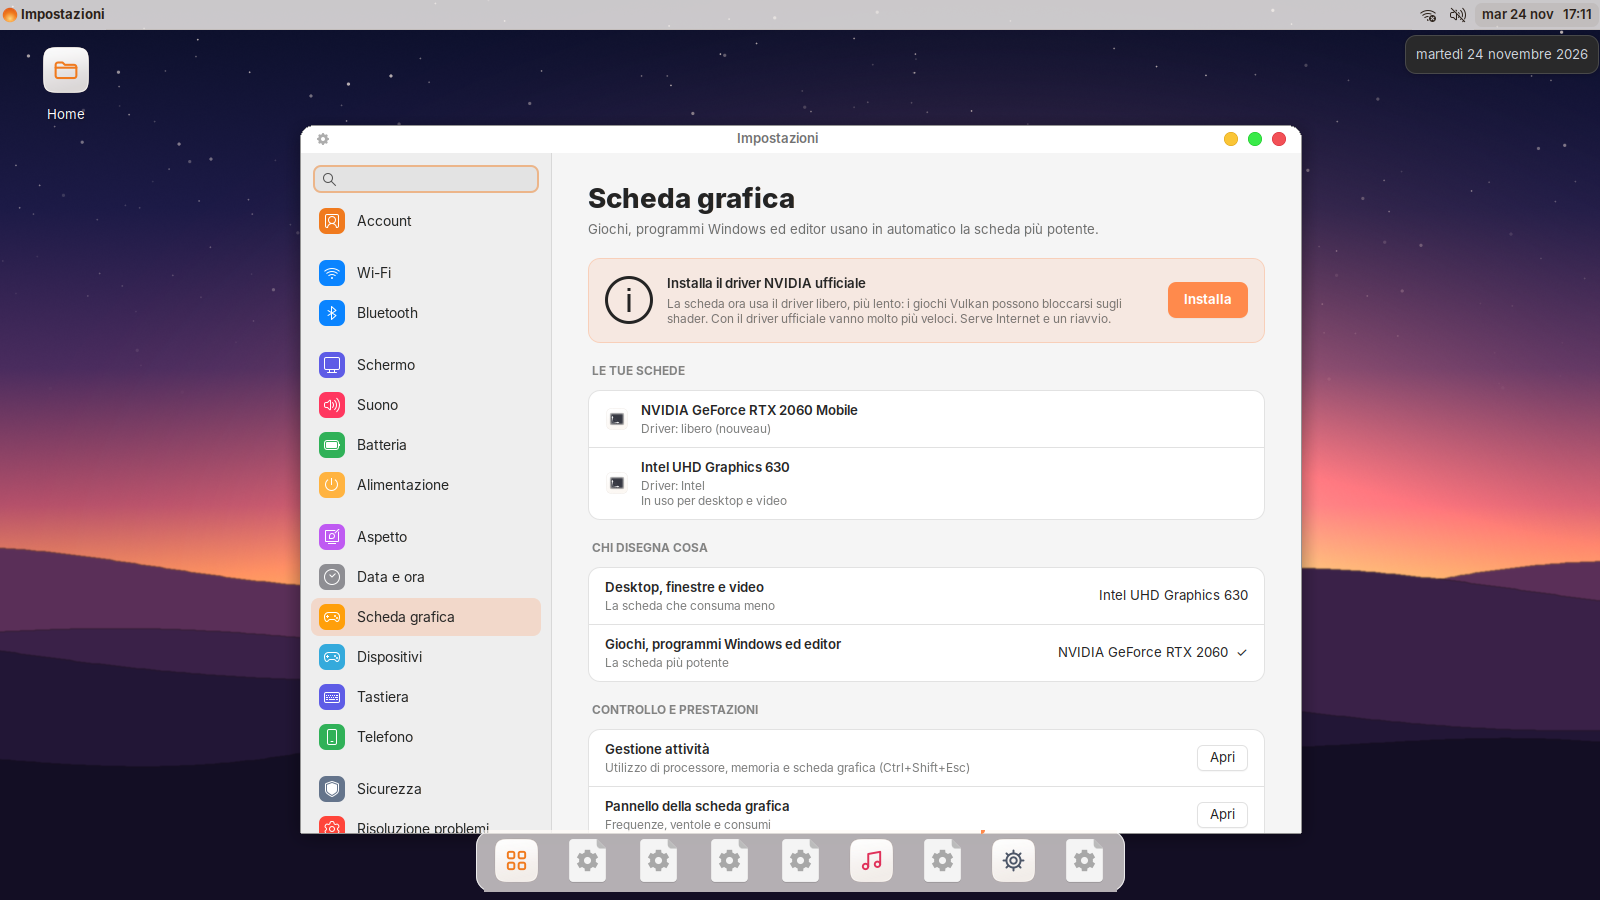 Impostazioni
mar 24 nov 17:11
martedì 24 novembre 2026
Home
Impostazioni
Account
Wi-Fi
Bluetooth
Schermo
Suono
Batteria
Alimentazione
Aspetto
Data e ora
Scheda grafica
Dispositivi
Tastiera
Telefono
Sicurezza
Risoluzione problemi
Scheda grafica
Giochi, programmi Windows ed editor usano in automatico la scheda più potente.
Installa il driver NVIDIA ufficiale
La scheda ora usa il driver libero, più lento: i giochi Vulkan possono bloccarsi sugli
shader. Con il driver ufficiale vanno molto più veloci. Serve Internet e un riavvio.
Installa
LE TUE SCHEDE
NVIDIA GeForce RTX 2060 Mobile
Driver: libero (nouveau)
Intel UHD Graphics 630
Driver: Intel
In uso per desktop e video
CHI DISEGNA COSA
Desktop, finestre e video
La scheda che consuma meno
Intel UHD Graphics 630
Giochi, programmi Windows ed editor
La scheda più potente
NVIDIA GeForce RTX 2060
CONTROLLO E PRESTAZIONI
Gestione attività
Utilizzo di processore, memoria e scheda grafica (Ctrl+Shift+Esc)
Apri
Pannello della scheda grafica
Frequenze, ventole e consumi
Apri